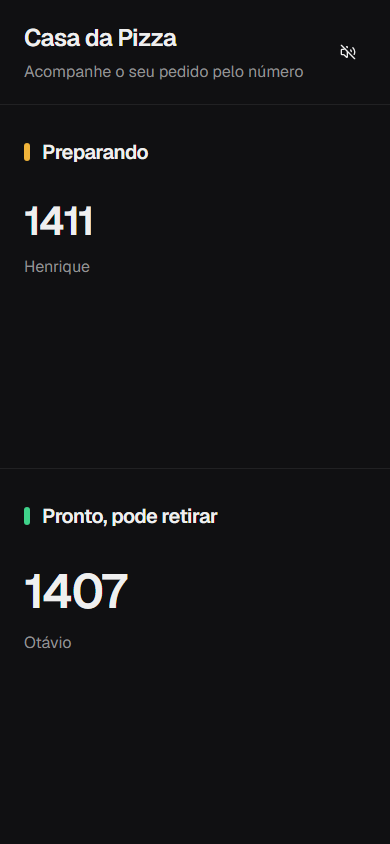 Casa da Pizza
Acompanhe o seu pedido pelo número
Preparando
1411
Henrique
Pronto, pode retirar
1407
Otávio